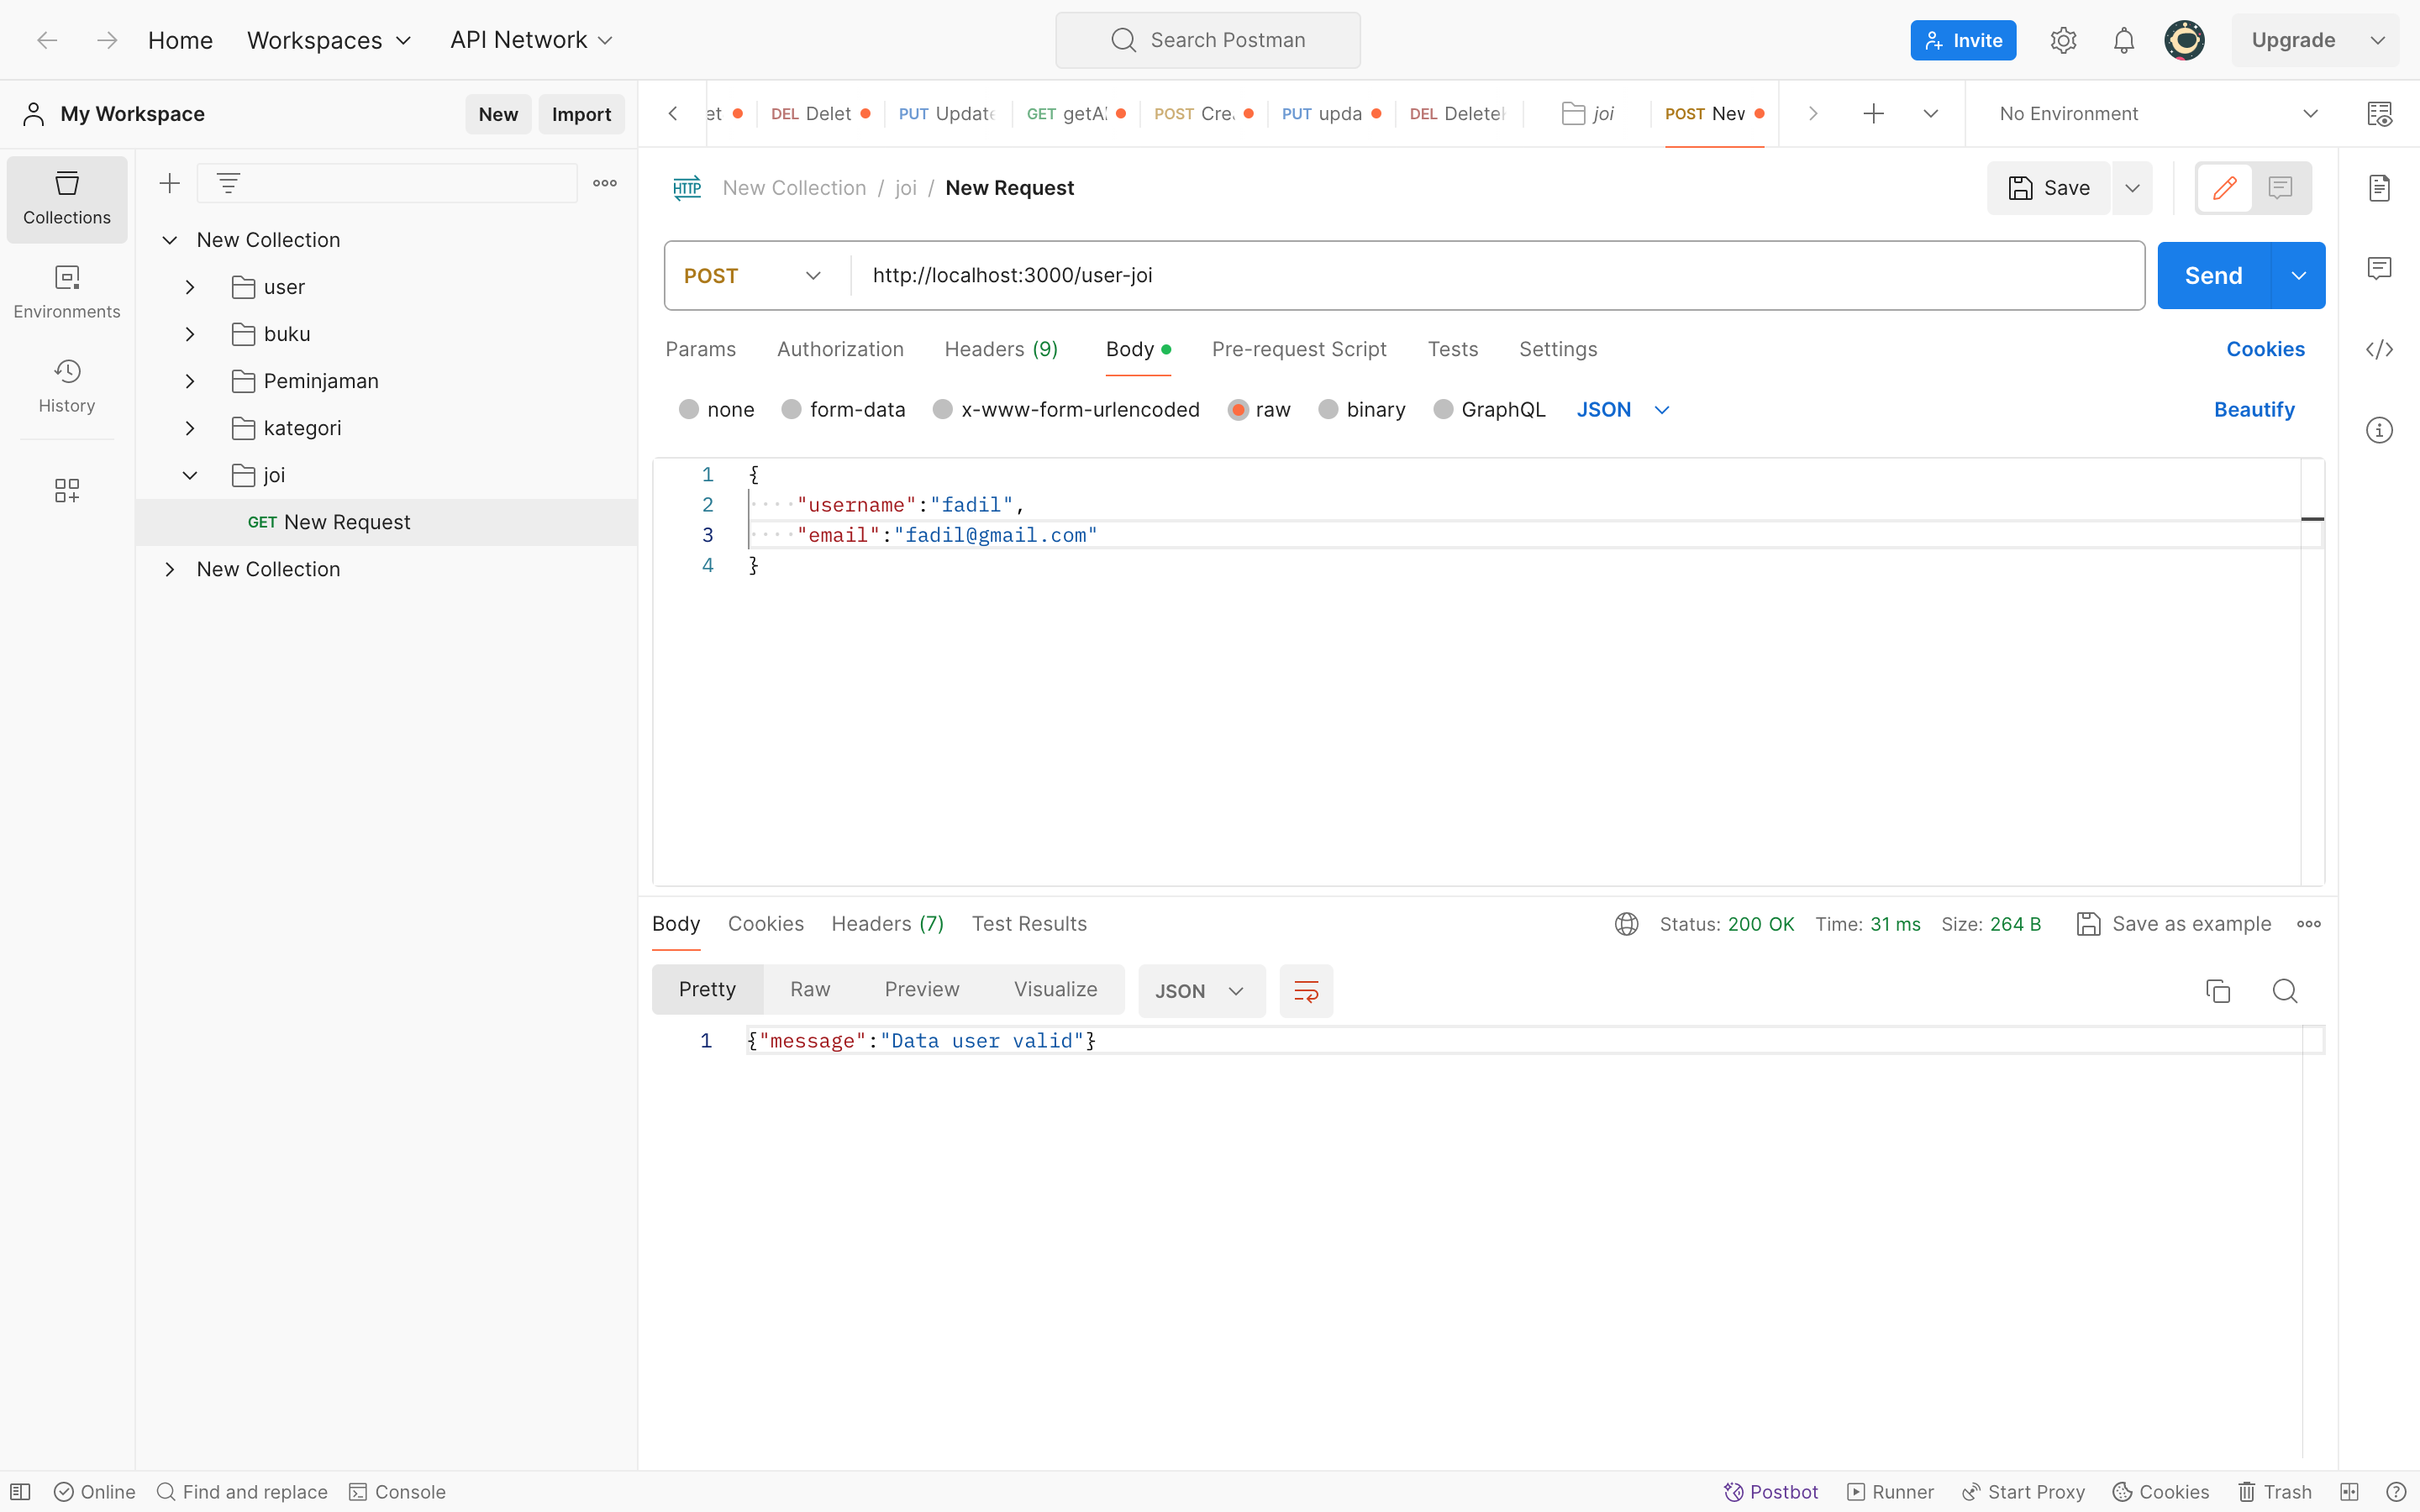 Home Workspaces API Network Search Postman Invite Upgrade
My Workspace New Import
et DEL Delet PUT Update GET getA POST Cre PUT upda DEL Delete joi POST New No Environment
Collections
Environments
History
New Collection
user
buku
Peminjaman
kategori
joi
GET New Request
New Collection
HTTP New Collection / joi / New Request Save
POST http://localhost:3000/user-joi Send
Params Authorization Headers (9) Body Pre-request Script Tests Settings Cookies
none form-data x-www-form-urlencoded raw binary GraphQL JSON Beautify
1 {
2 "username":"fadil",
3 "email":"fadil@gmail.com"
4 }
Body Cookies Headers (7) Test Results Status: 200 OK Time: 31 ms Size: 264 B Save as example
Pretty Raw Preview Visualize JSON
1 {"message":"Data user valid"}
Online Find and replace Console Postbot Runner Start Proxy Cookies Trash